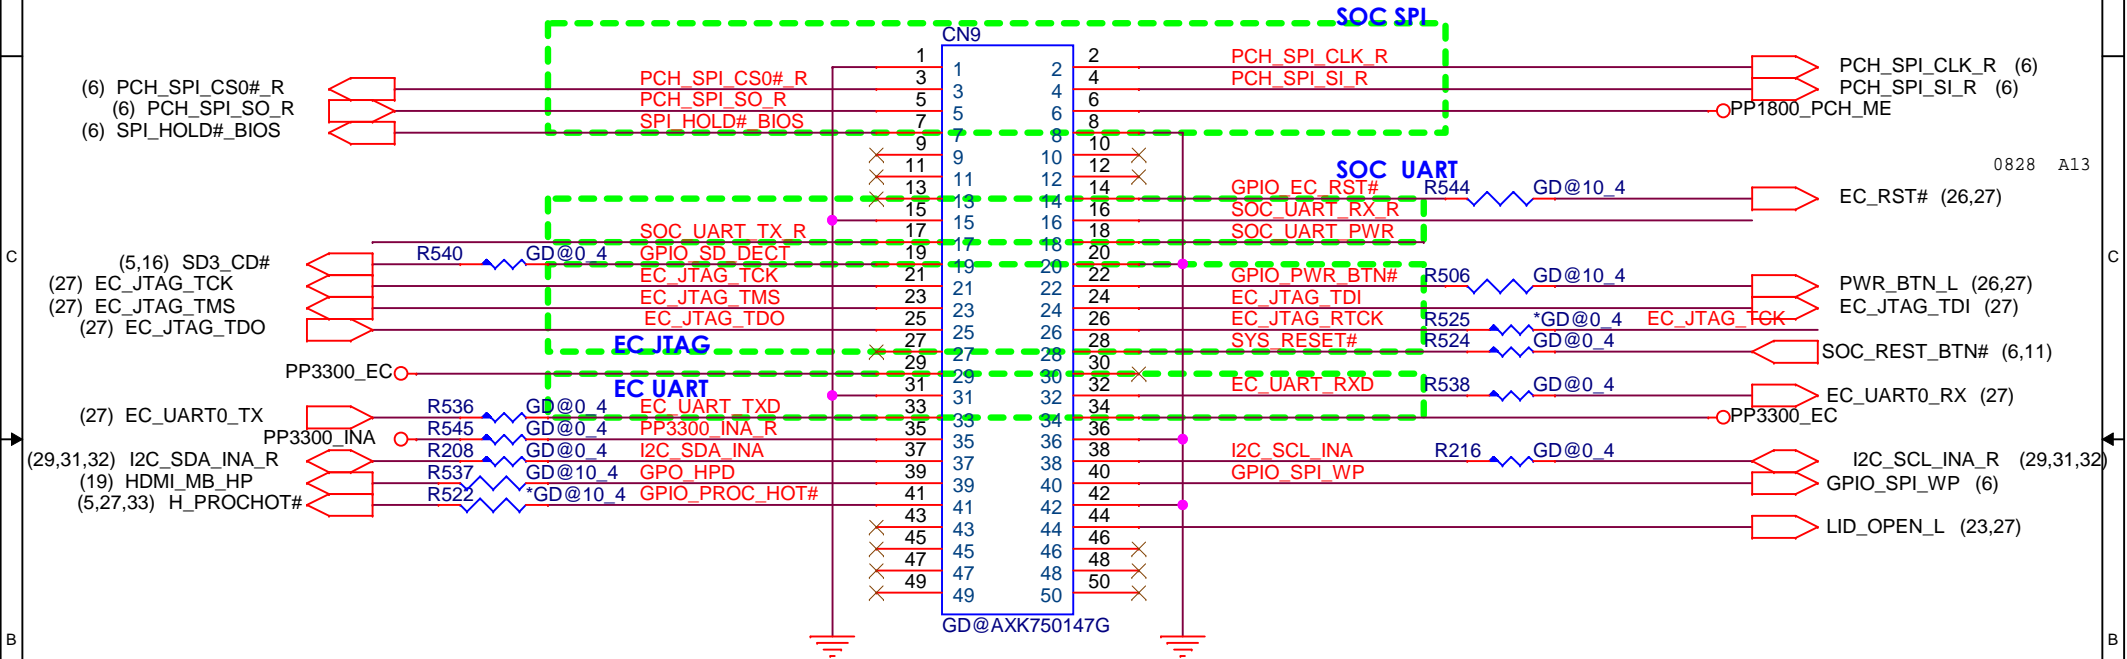 SOC SPI
CN9
1 1 2 2 PCH_SPI_CLK_R PCH_SPI_CLK_R (6)
(6) PCH_SPI_CS0#_R PCH_SPI_CS0#_R 3 3 4 4 PCH_SPI_SI_R PCH_SPI_SI_R (6)
(6) PCH_SPI_SO_R PCH_SPI_SO_R 5 5 6 6 PP1800_PCH_ME
(6) SPI_HOLD#_BIOS SPI_HOLD#_BIOS 7 7 8 8
9 9 10 10
0828 A13
11 11 12 12
SOC UART
13 13 14 14 GPIO_EC_RST# R544 GD@10_4 EC_RST# (26,27)
15 15 16 16 SOC_UART_RX_R
SOC_UART_TX_R 17 17 18 18 SOC_UART_PWR
C (5,16) SD3_CD# R540 GD@0_4 GPIO_SD_DECT 19 19 20 20 C
(27) EC_JTAG_TCK EC_JTAG_TCK 21 21 22 22 GPIO_PWR_BTN# R506 GD@10_4 PWR_BTN_L (26,27)
(27) EC_JTAG_TMS EC_JTAG_TMS 23 23 24 24 EC_JTAG_TDI EC_JTAG_TDI (27)
(27) EC_JTAG_TDO EC_JTAG_TDO 25 25 26 26 EC_JTAG_RTCK R525 *GD@0_4 EC_JTAG_TCK
EC JTAG 27 27 28 28 SYS_RESET# R524 GD@0_4 SOC_REST_BTN# (6,11)
PP3300_EC 29 29 30 30
EC UART 31 31 32 32 EC_UART_RXD R538 GD@0_4 EC_UART0_RX (27)
(27) EC_UART0_TX R536 GD@0_4 EC_UART_TXD 33 33 34 34 PP3300_EC
PP3300_INA R545 GD@0_4 PP3300_INA_R 35 35 36 36
(29,31,32) I2C_SDA_INA_R R208 GD@0_4 I2C_SDA_INA 37 37 38 38 I2C_SCL_INA R216 GD@0_4 I2C_SCL_INA_R (29,31,32)
(19) HDMI_MB_HP R537 GD@10_4 GPO_HPD 39 39 40 40 GPIO_SPI_WP GPIO_SPI_WP (6)
(5,27,33) H_PROCHOT# R522 *GD@10_4 GPIO_PROC_HOT# 41 41 42 42
43 43 44 44 LID_OPEN_L (23,27)
45 45 46 46
47 47 48 48
49 49 50 50
GD@AXK750147G
B B